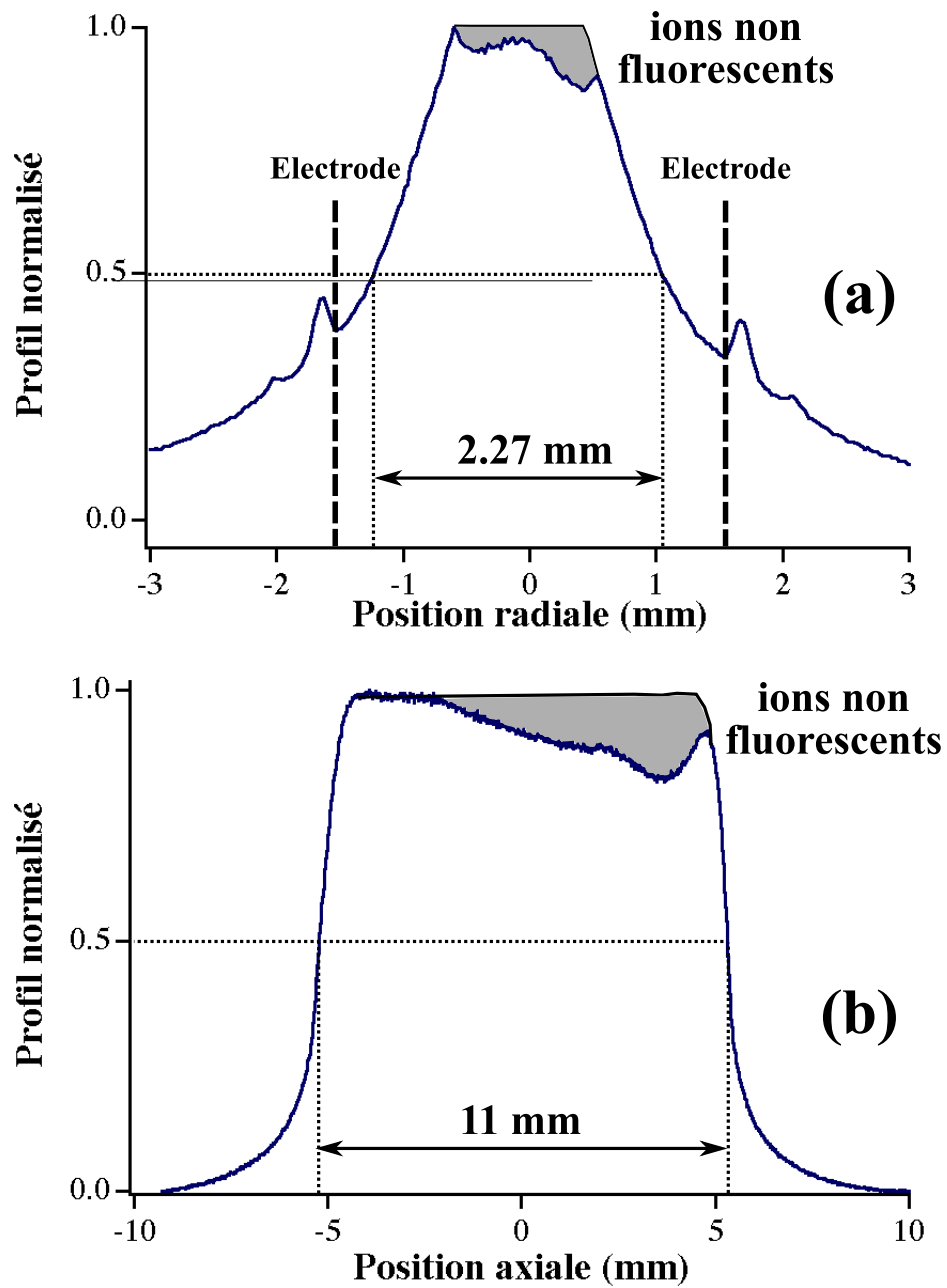 1.0
ions non
fluorescents
Electrode
Electrode
Profil normalisé
0.5
(a)
2.27 mm
0.0
-3
-2
-1
0
1
2
3
Position radiale (mm)
1.0
ions non
fluorescents
Profil normalisé
0.5
(b)
11 mm
0.0
-10
-5
0
5
10
Position axiale (mm)